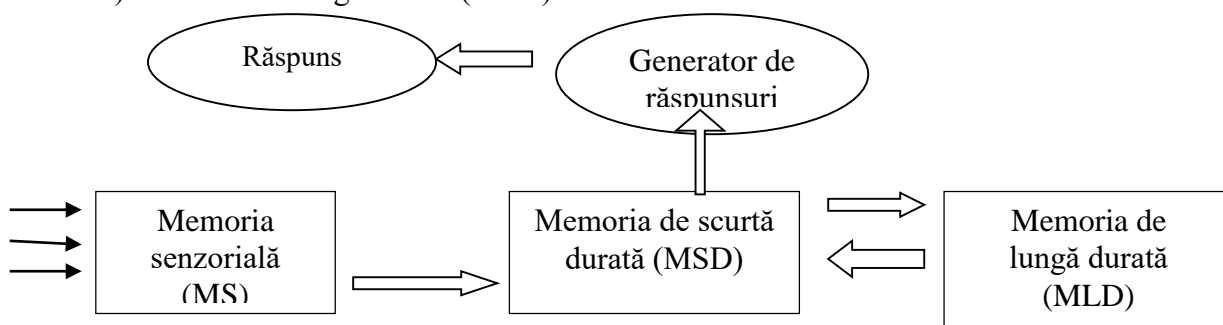 Răspuns
Generator de
răspunsuri
Memoria
senzorială
(MS)
Memoria de scurtă
durată (MSD)
Memoria de
lungă durată
(MLD)